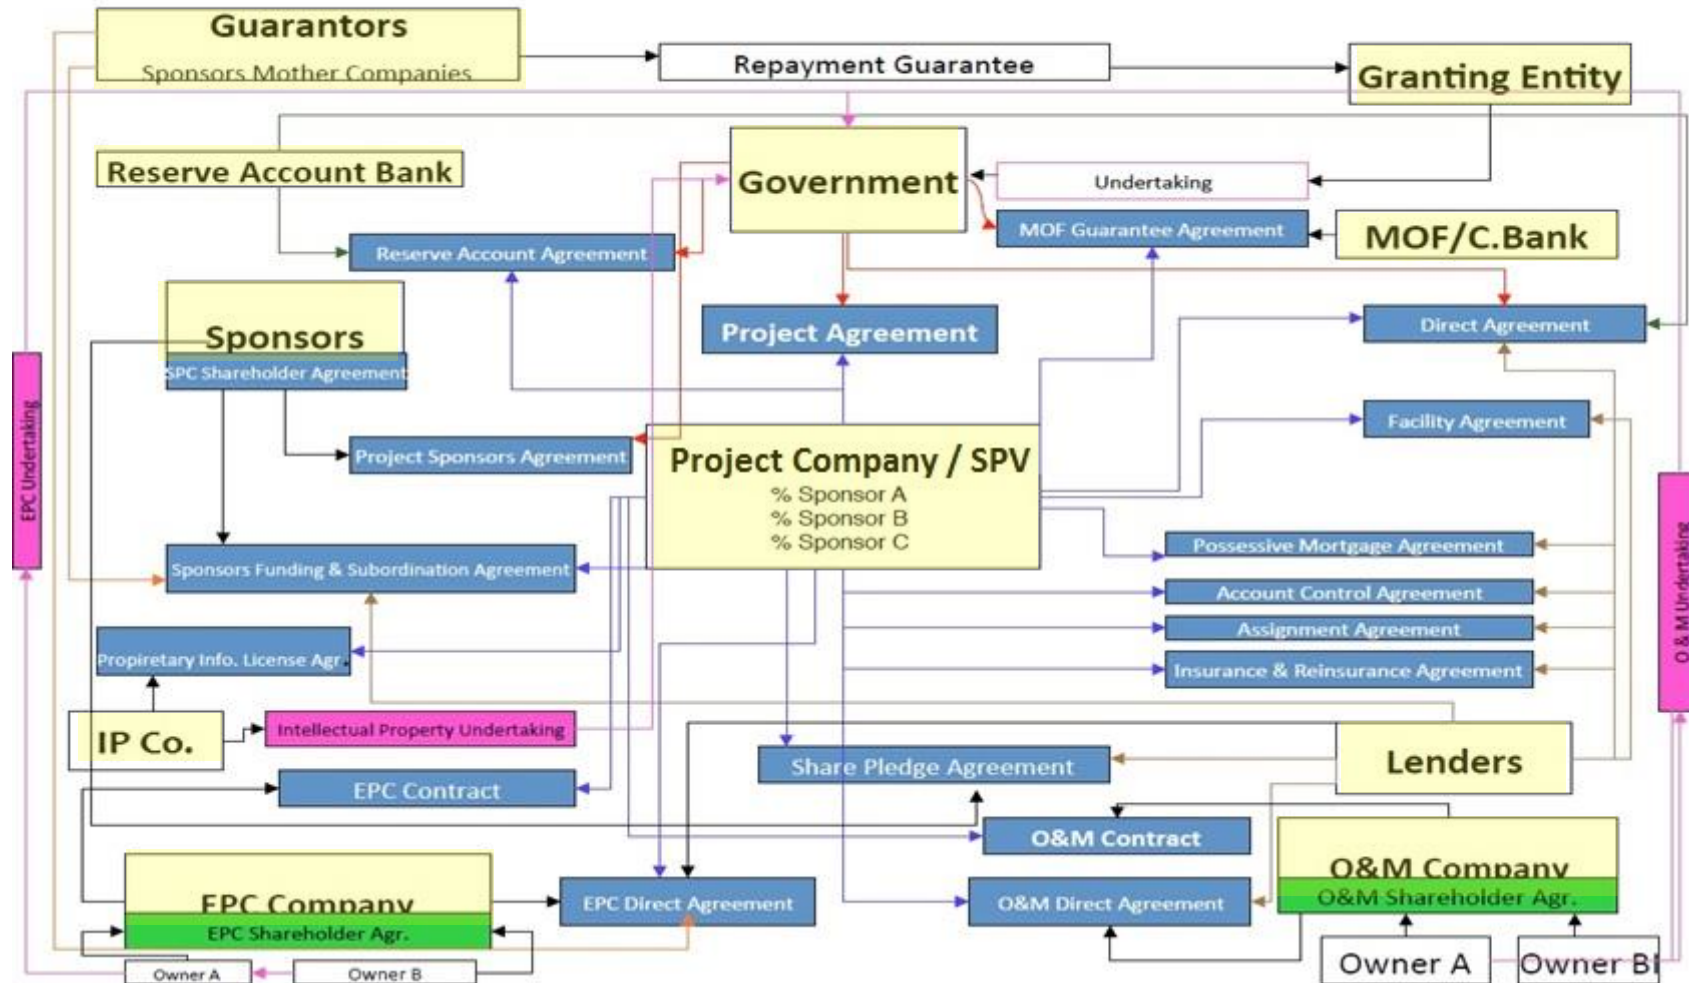 Guarantors
Sponsors Mother Companies
Repayment Guarantee
Granting Entity
Reserve Account Bank
Government
Undertaking
MOF Guarantee Agreement
MOF/C.Bank
Reserve Account Agreement
Sponsors
SPC Shareholder Agreement
Project Agreement
Direct Agreement
EPC Undertaking
Facility Agreement
Project Sponsors Agreement
Project Company / SPV
% Sponsor A
% Sponsor B
% Sponsor C
O & M Undertaking
Possessive Mortgage Agreement
Sponsors Funding & Subordination Agreement
Account Control Agreement
Assignment Agreement
Propiretary Info. License Agr.
Insurance & Reinsurance Agreement
IP Co.
Intellectual Property Undertaking
Share Pledge Agreement
Lenders
EPC Contract
O&M Contract
O&M Company
O&M Shareholder Agr.
EPC Company
EPC Shareholder Agr.
EPC Direct Agreement
O&M Direct Agreement
Owner A
Owner B
Owner A
Owner B